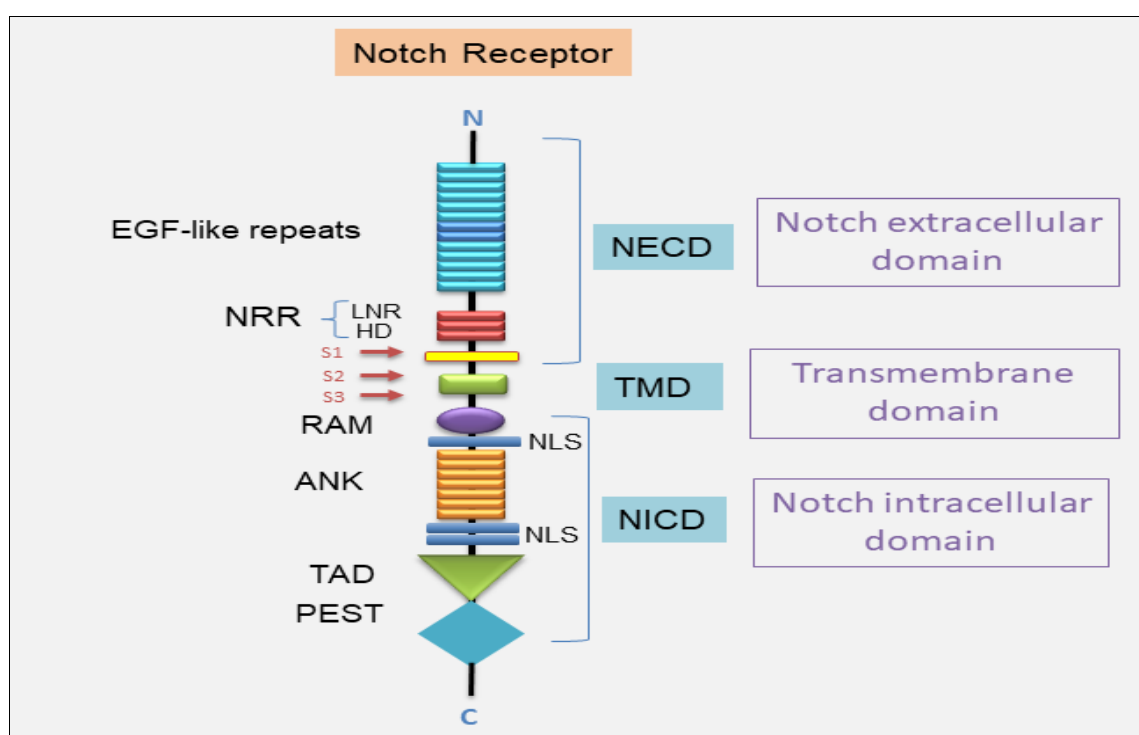 Notch Receptor
N
EGF-like repeats
NECD
Notch extracellular
domain
NRR
LNR
HD
S1
S2
S3
TMD
Transmembrane
domain
RAM
NLS
ANK
NICD
Notch intracellular
domain
NLS
TAD
PEST
C